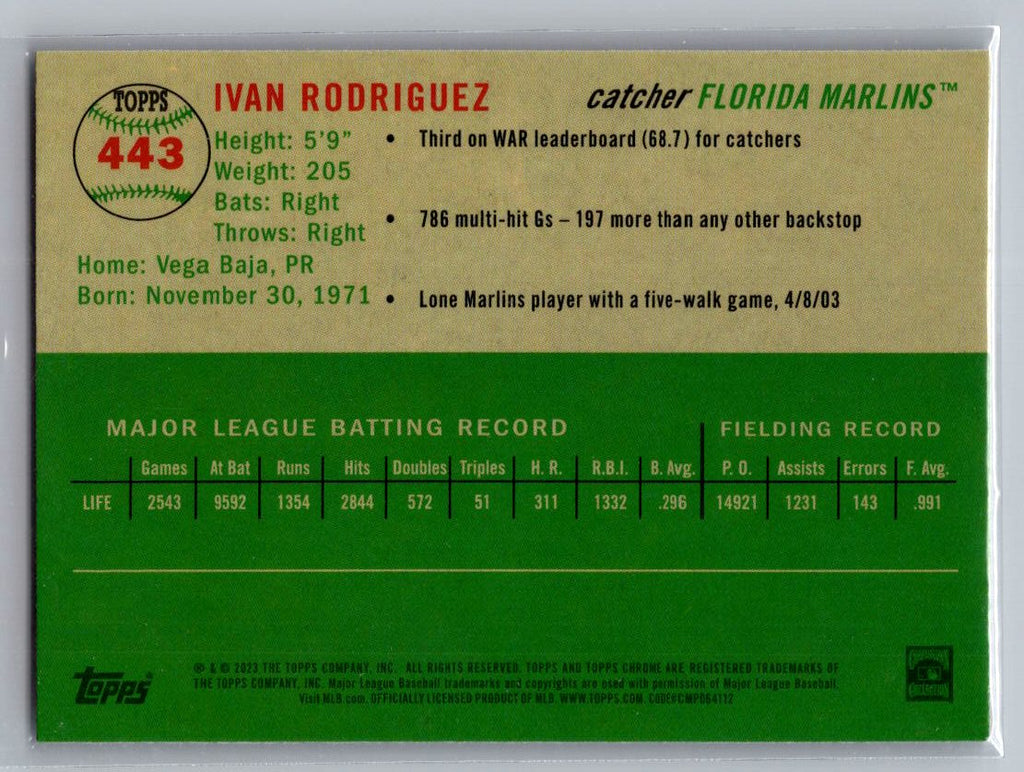 TOPPS
443
IVAN RODRIGUEZ
catcher FLORIDA MARLINS™
Height: 5'9"
Weight: 205
Bats: Right
Throws: Right
Home: Vega Baja, PR
Born: November 30, 1971
• Third on WAR leaderboard (68.7) for catchers
• 786 multi-hit Gs – 197 more than any other backstop
• Lone Marlins player with a five-walk game, 4/8/03
MAJOR LEAGUE BATTING RECORD FIELDING RECORD
Games At Bat Runs Hits Doubles Triples H. R. R.B.I. B. Avg. P. O. Assists Errors F. Avg.
LIFE 2543 9592 1354 2844 572 51 311 1332 .296 14921 1231 143 .991
topps®
® & © 2023 THE TOPPS COMPANY, INC. ALL RIGHTS RESERVED. TOPPS AND TOPPS CHROME ARE REGISTERED TRADEMARKS OF
THE TOPPS COMPANY, INC. Major League Baseball trademarks and copyrights are used with permission of Major League Baseball.
Visit MLB.com. OFFICIALLY LICENSED PRODUCT OF MLB. WWW.TOPPS.COM. CODE#CMP064172